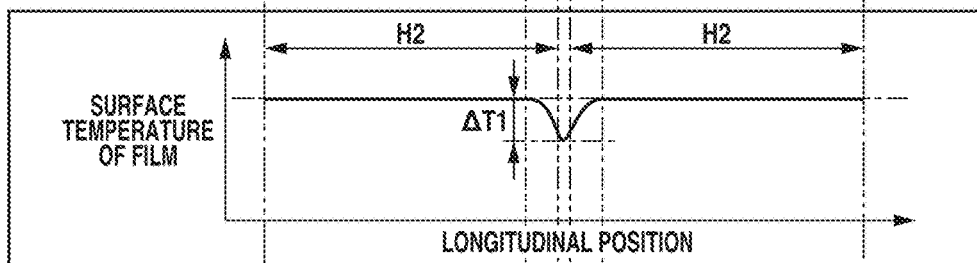 H2 H2
SURFACE
TEMPERATURE
OF FILM
ΔT1
LONGITUDINAL POSITION